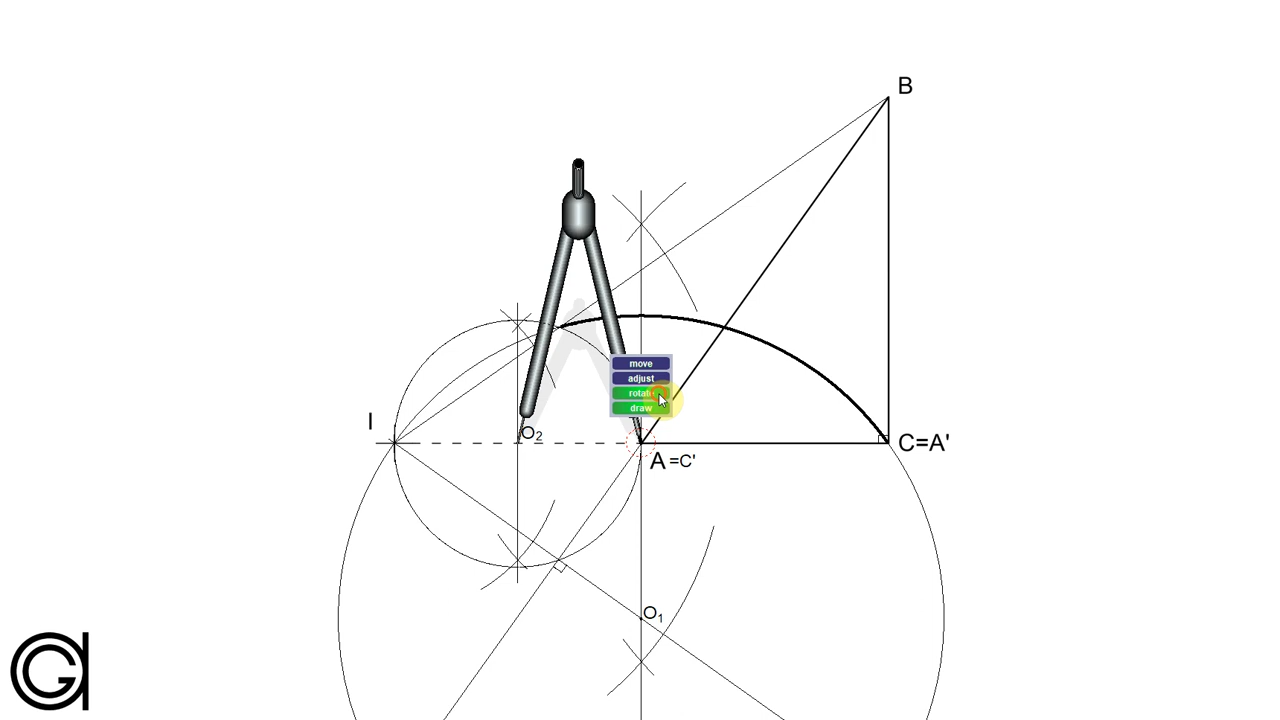 B
move
adjust
rotate
draw
I
O₂
C=A'
A =C'
O₁